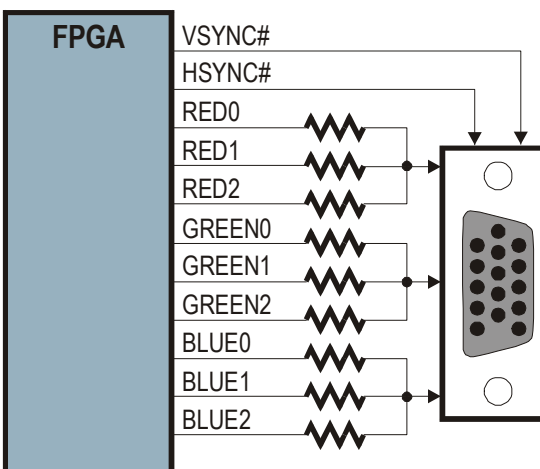 FPGA
VSYNC#
HSYNC#
RED0
RED1
RED2
GREEN0
GREEN1
GREEN2
BLUE0
BLUE1
BLUE2